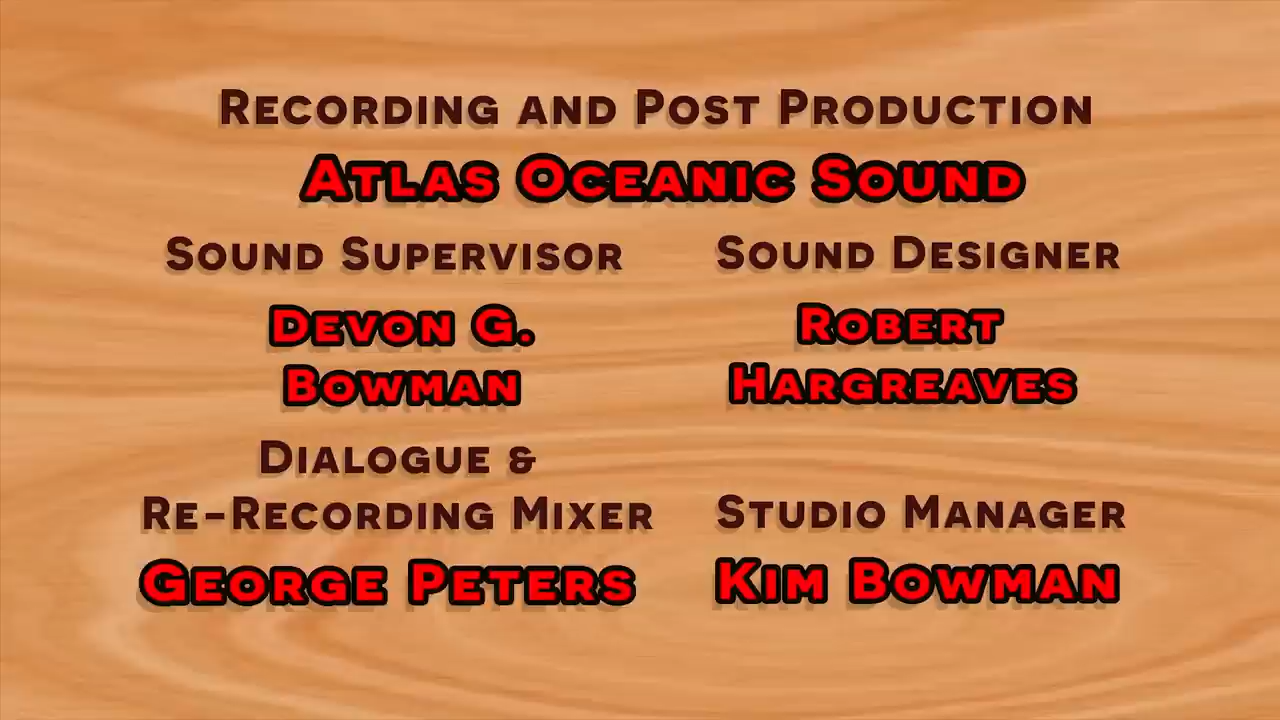 Recording and Post Production
Atlas Oceanic Sound
Sound Supervisor
Devon G.
Bowman
Sound Designer
Robert
Hargreaves
Dialogue &
Re-Recording Mixer
George Peters
Studio Manager
Kim Bowman